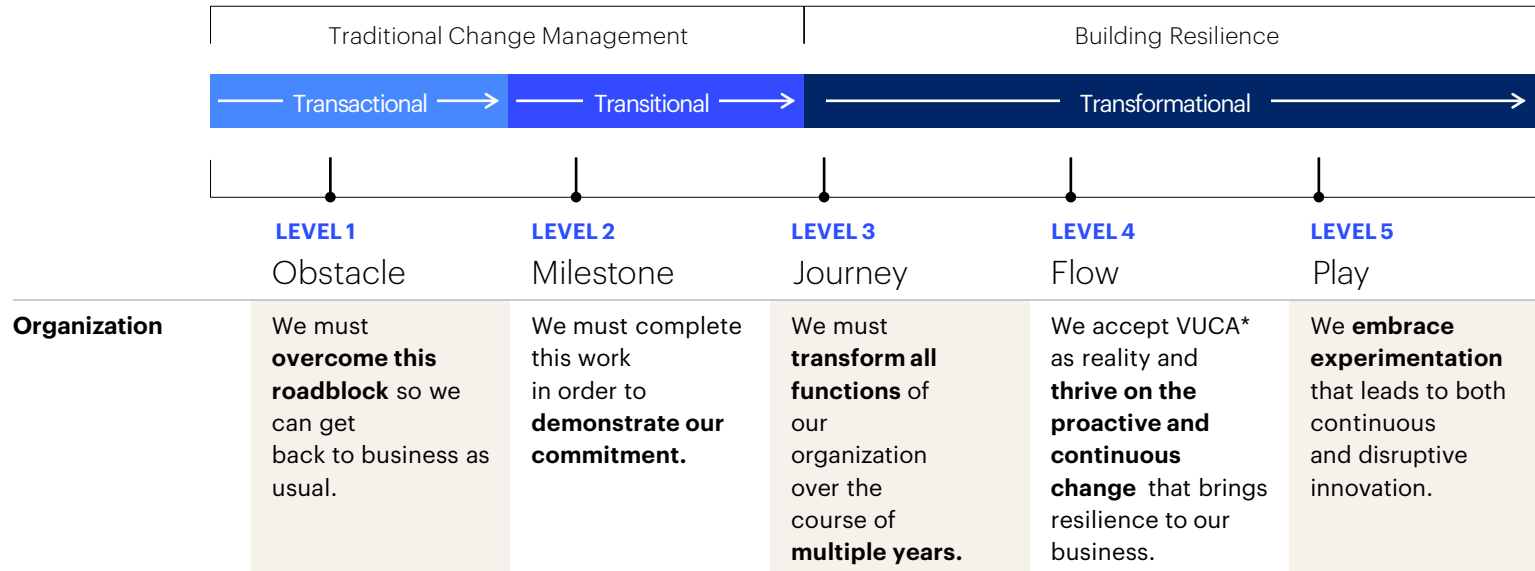 Traditional Change Management
Building Resilience
Transactional
Transitional
Transformational
LEVEL 1
Obstacle
LEVEL 2
Milestone
LEVEL 3
Journey
LEVEL 4
Flow
LEVEL 5
Play
Organization
We must
overcome this
roadblock so we
can get
back to business as
usual.
We must complete
this work
in order to
demonstrate our
commitment.
We must
transform all
functions of
our
organization
over the
course of
multiple years.
We accept VUCA*
as reality and
thrive on the
proactive and
continuous
change that brings
resilience to our
business.
We embrace
experimentation
that leads to both
continuous
and disruptive
innovation.